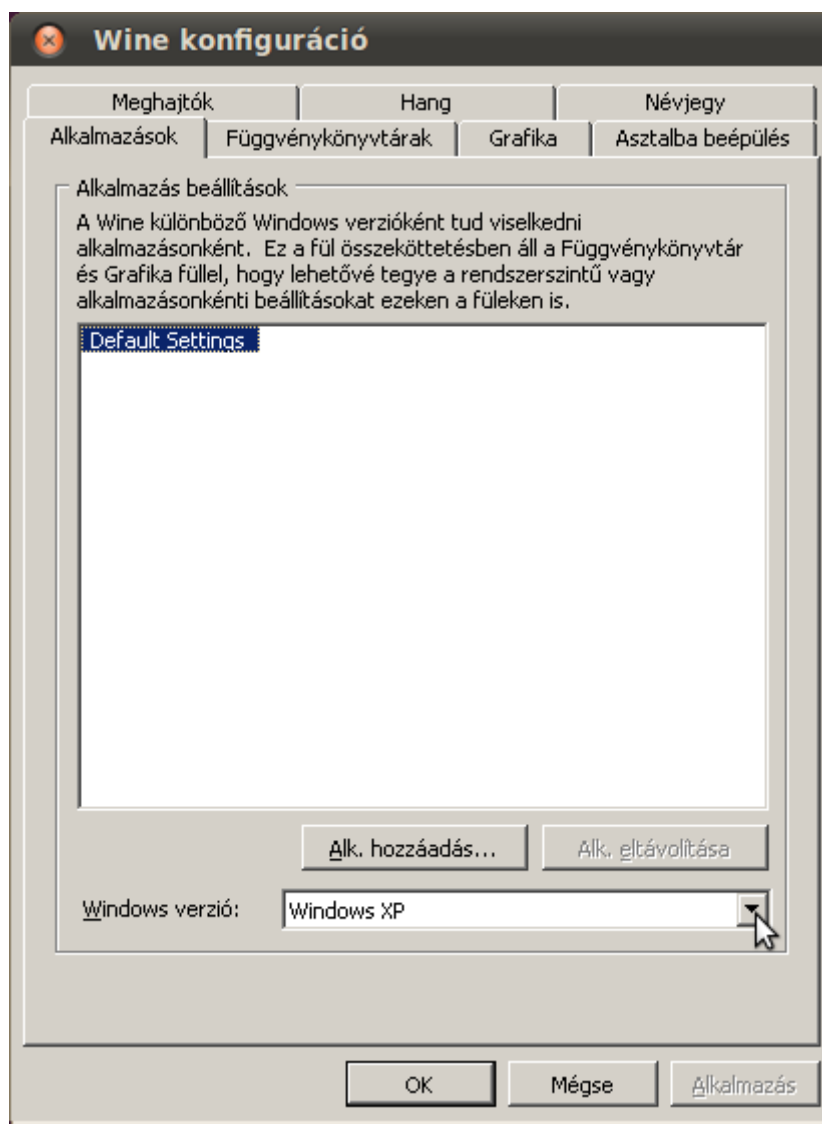 Wine konfiguráció
Meghajtók Hang Névjegy
Alkalmazások Függvénykönyvtárak Grafika Asztalba beépülés
Alkalmazás beállítások
A Wine különböző Windows verzióként tud viselkedni
alkalmazásonként. Ez a fül összeköttetésben áll a Függvénykönyvtár
és Grafika füllel, hogy lehetővé tegye a rendszerszintű vagy
alkalmazásonkénti beállításokat ezeken a füleken is.
Default Settings
Alk. hozzáadás... Alk. eltávolítása
Windows verzió: Windows XP
OK Mégse Alkalmazás